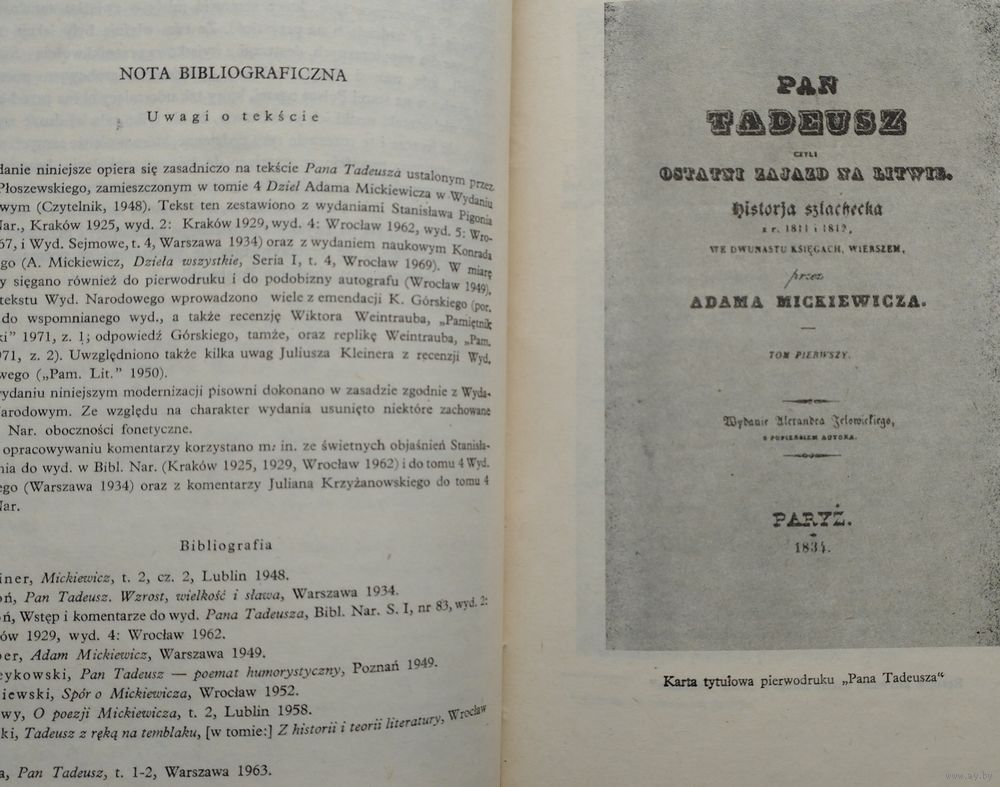 NOTA BIBLIOGRAFICZNA
Uwagi o tekście
danie niniejsze opiera się zasadniczo na tekście Pana Tadeusza ustalonym przez
Płoszewskiego, zamieszczonym w tomie 4 Dzieł Adama Mickiewicza w Wydaniu
wym (Czytelnik, 1948). Tekst ten zestawiono z wydaniami Stanisława Pigonia
Nar., Kraków 1925, wyd. 2: Kraków 1929, wyd. 4: Wrocław 1962, wyd. 5: Wro-
67, i Wyd. Sejmowe, t. 4, Warszawa 1934) oraz z wydaniem naukowym Konrada
go (A. Mickiewicz, Dzieła wszystkie, Seria I, t. 4, Wrocław 1969). W miarę
y sięgano również do pierwodruku i do podobizny autografu (Wrocław 1949),
tekstu Wyd. Narodowego wprowadzono wiele z emendacji K. Górskiego (por.
do wspomnianego wyd., a także recenzję Wiktora Weintrauba, „Pamiętnik
ki” 1971, z. 1; odpowiedź Górskiego, tamże, oraz replikę Weintrauba, „Pam.
971, z. 2). Uwzględniono także kilka uwag Juliusza Kleinera z recenzji Wyd.
wego („Pam. Lit.” 1950).
ydaniu niniejszym modernizacji pisowni dokonano w zasadzie zgodnie z Wyda-
Narodowym. Ze względu na charakter wydania usunięto niektóre zachowane
Nar. oboczności fonetyczne.
opracowywaniu komentarzy korzystano m: in. ze świetnych objaśnień Stanisła-
nia do wyd. w Bibl. Nar. (Kraków 1925, 1929, Wrocław 1962) i do tomu 4 Wyd.
ego (Warszawa 1934) oraz z komentarzy Juliana Krzyżanowskiego do tomu 4
Nar.
Bibliografia
iner, Mickiewicz, t. 2, cz. 2, Lublin 1948.
oń, Pan Tadeusz. Wzrost, wielkość i sława, Warszawa 1934.
oń, Wstęp i komentarze do wyd. Pana Tadeusza, Bibl. Nar. S. I, nr 83, wyd. 2:
ów 1929, wyd. 4: Wrocław 1962.
per, Adam Mickiewicz, Warszawa 1949.
eykowski, Pan Tadeusz — poemat humorystyczny, Poznań 1949.
iewski, Spór o Mickiewicza, Wrocław 1952.
wy, O poezji Mickiewicza, t. 2, Lublin 1958.
ki, Tadeusz z ręką na temblaku, [w tomie:] Z historii i teorii literatury, Wrocław
a, Pan Tadeusz, t. 1-2, Warszawa 1963.
PAN
TADEUSZ
CZYLI
OSTATNI ZAJAZD NA LITWIE.
Historja szlachecka
z r. 1811 i 1812,
WE DWUNASTU KSIĘGACH, WIERSZEM,
przez
ADAMA MICKIEWICZA.
TOM PIERWSZY.
Wydanie Alexandra Jełowickiego,
Z POPIERSIEM AUTORA.
PARYŻ.
1834.
Karta tytułowa pierwodruku „Pana Tadeusza“
www.ay.by